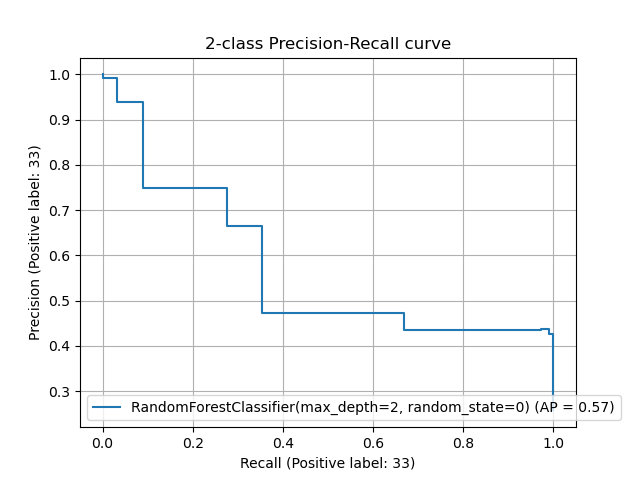 2-class Precision-Recall curve
1.0
0.9
0.8
0.7
0.6
0.5
0.4
0.3
Precision (Positive label: 33)
RandomForestClassifier(max_depth=2, random_state=0) (AP = 0.57)
0.0 0.2 0.4 0.6 0.8 1.0
Recall (Positive label: 33)